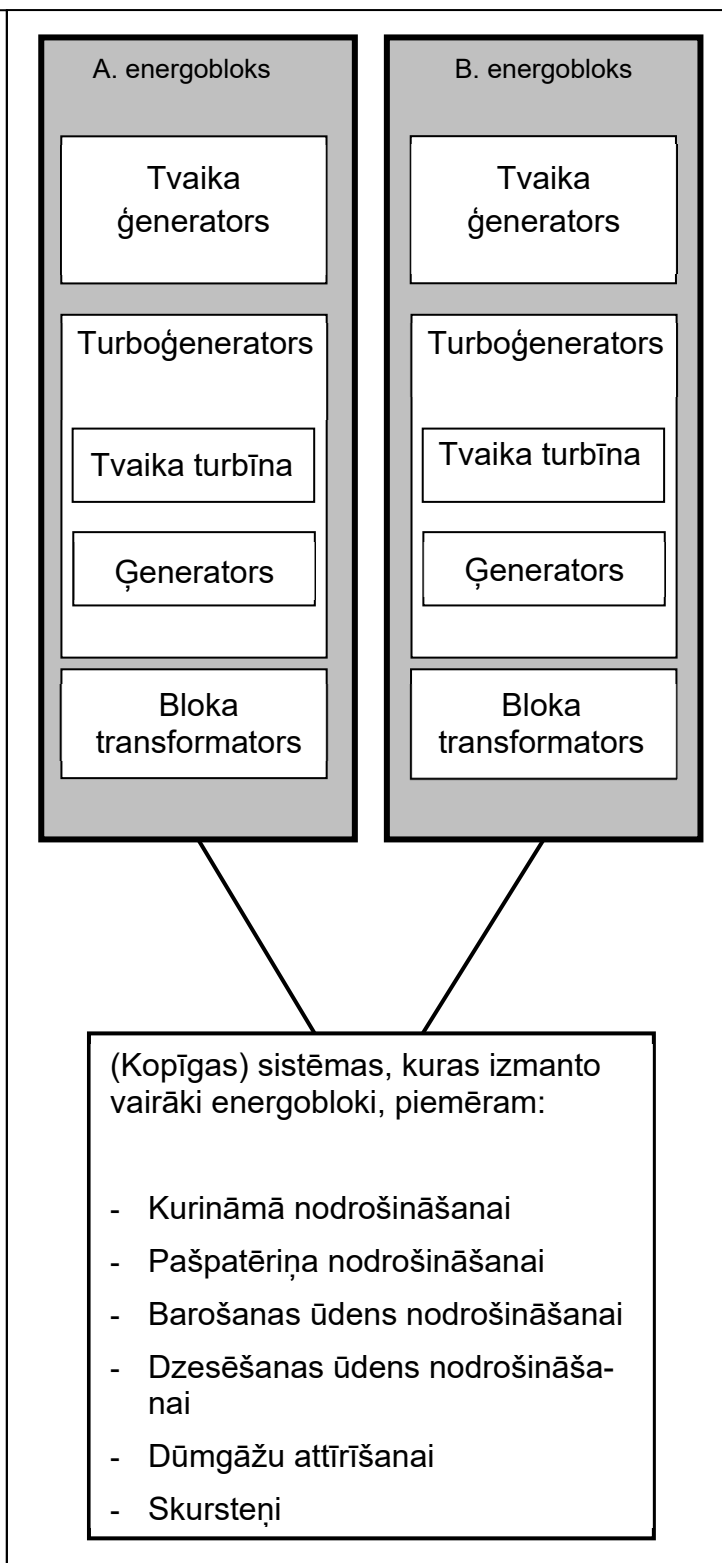 A. energobloks
Tvaika
ģenerators
Turboģenerators
Tvaika turbīna
Ģenerators
Bloka
transformators
B. energobloks
Tvaika
ģenerators
Turboģenerators
Tvaika turbīna
Ģenerators
Bloka
transformators
(Kopīgas) sistēmas, kuras izmanto
vairāki energobloki, piemēram:
- Kurināmā nodrošināšanai
- Pašpatēriņa nodrošināšanai
- Barošanas ūdens nodrošināšanai
- Dzesēšanas ūdens nodrošināša-
nai
- Dūmgāžu attīrīšanai
- Skursteņi